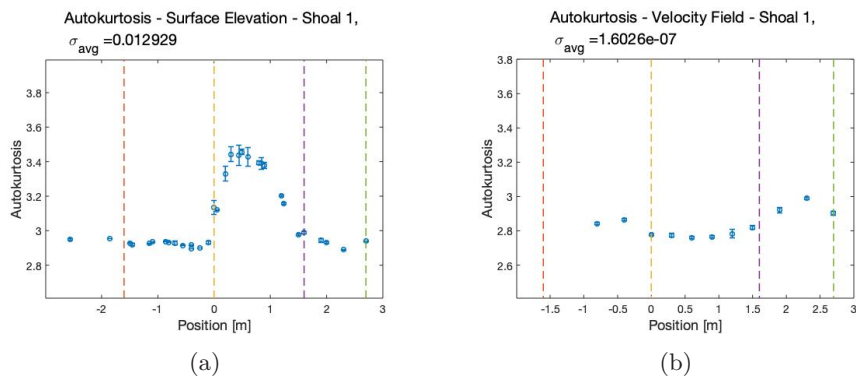 Autokurtosis - Surface Elevation - Shoal 1,
σavg =0.012929
3.8
3.6
3.4
3.2
3
2.8
Autokurtosis
-2 -1 0 1 2 3
Position [m]
(a)
Autokurtosis - Velocity Field - Shoal 1,
σavg =1.6026e-07
3.8
3.6
3.4
3.2
3
2.8
2.6
Autokurtosis
-1.5 -1 -0.5 0 0.5 1 1.5 2 2.5 3
Position [m]
(b)